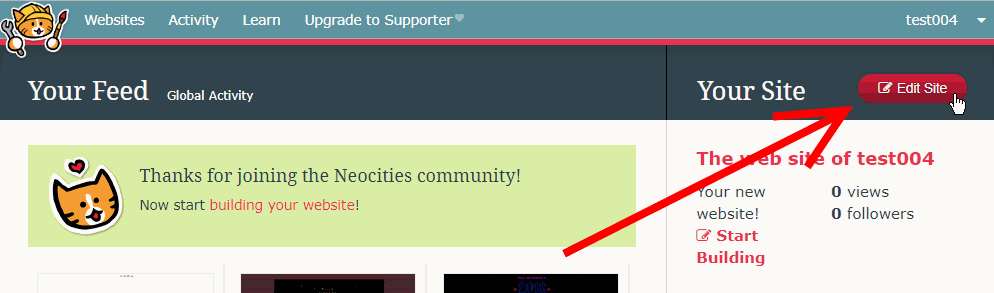 Websites Activity Learn Upgrade to Supporter test004
Your Feed Global Activity
Your Site Edit Site
Thanks for joining the Neocities community!
Now start building your website!
The web site of test004
Your new
website!
Start
Building
0 views
0 followers